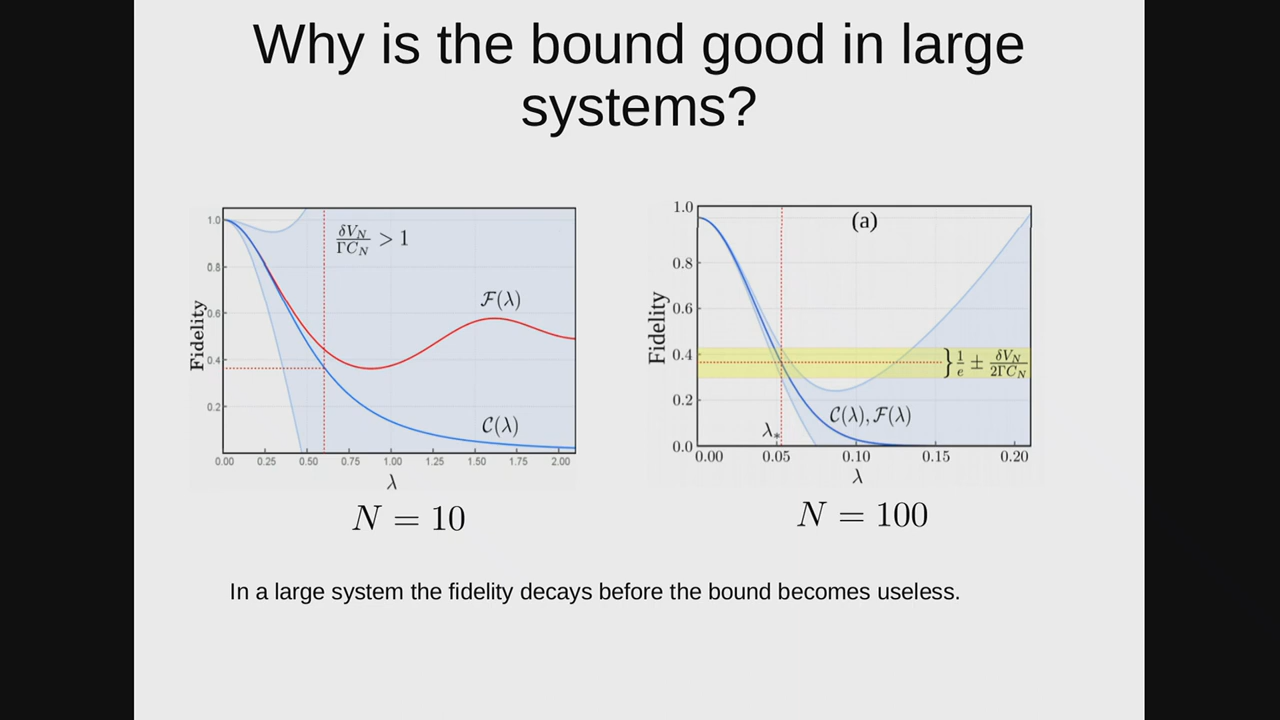 Why is the bound good in large
systems?
1.0
0.8
0.6
0.4
0.2
Fidelity
δV_N/ΓC_N > 1
F(λ)
C(λ)
0.00 0.25 0.50 0.75 1.00 1.25 1.50 1.75 2.00
λ
N = 10
1.0
0.8
0.6
0.4
0.2
0.0
Fidelity
(a)
} 1/e ± δV_N/2ΓC_N
C(λ), F(λ)
λ*
0.00 0.05 0.10 0.15 0.20
λ
N = 100
In a large system the fidelity decays before the bound becomes useless.